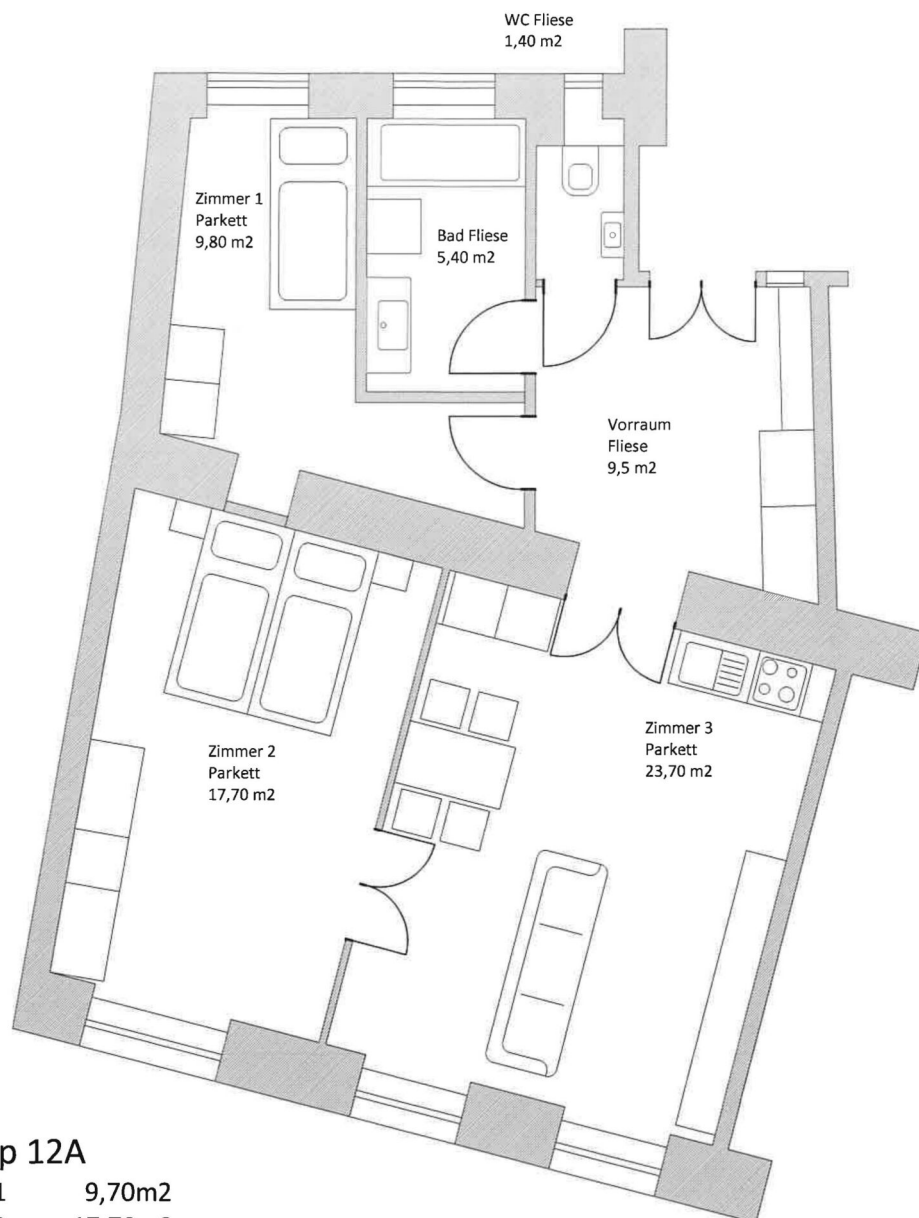 WC Fliese
1,40 m2
Zimmer 1
Parkett
9,80 m2
Bad Fliese
5,40 m2
Vorraum
Fliese
9,5 m2
Zimmer 2
Parkett
17,70 m2
Zimmer 3
Parkett
23,70 m2
p 12A
1 9,70m2